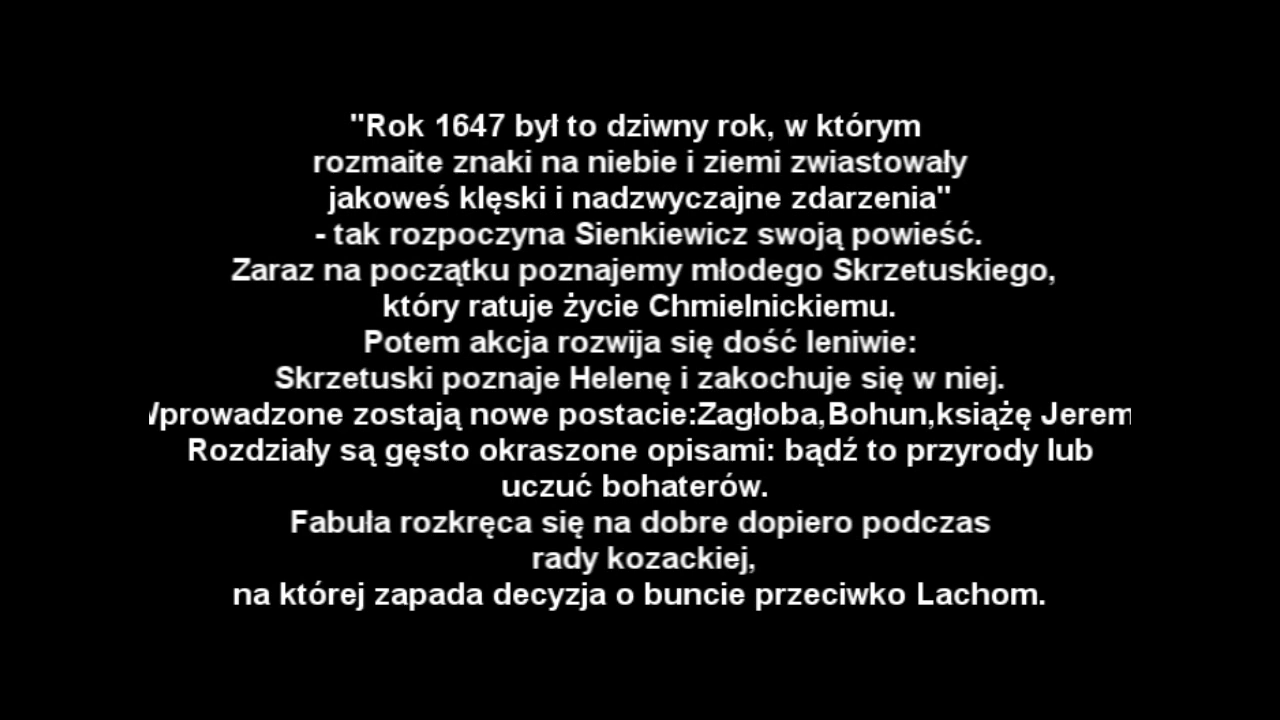 "Rok 1647 był to dziwny rok, w którym
rozmaite znaki na niebie i ziemi zwiastowały
jakoweś klęski i nadzwyczajne zdarzenia"
- tak rozpoczyna Sienkiewicz swoją powieść.
Zaraz na początku poznajemy młodego Skrzetuskiego,
który ratuje życie Chmielnickiemu.
Potem akcja rozwija się dość leniwie:
Skrzetuski poznaje Helenę i zakochuje się w niej.
zostają nowe postacie:Zagłoba,Bohun,książę
Rozdziały są gęsto okraszone opisami: bądź to przyrody lub
uczuć bohaterów.
Fabuła rozkręca się na dobre dopiero podczas
rady kozackiej,
na której zapada decyzja o buncie przeciwko Lachom.